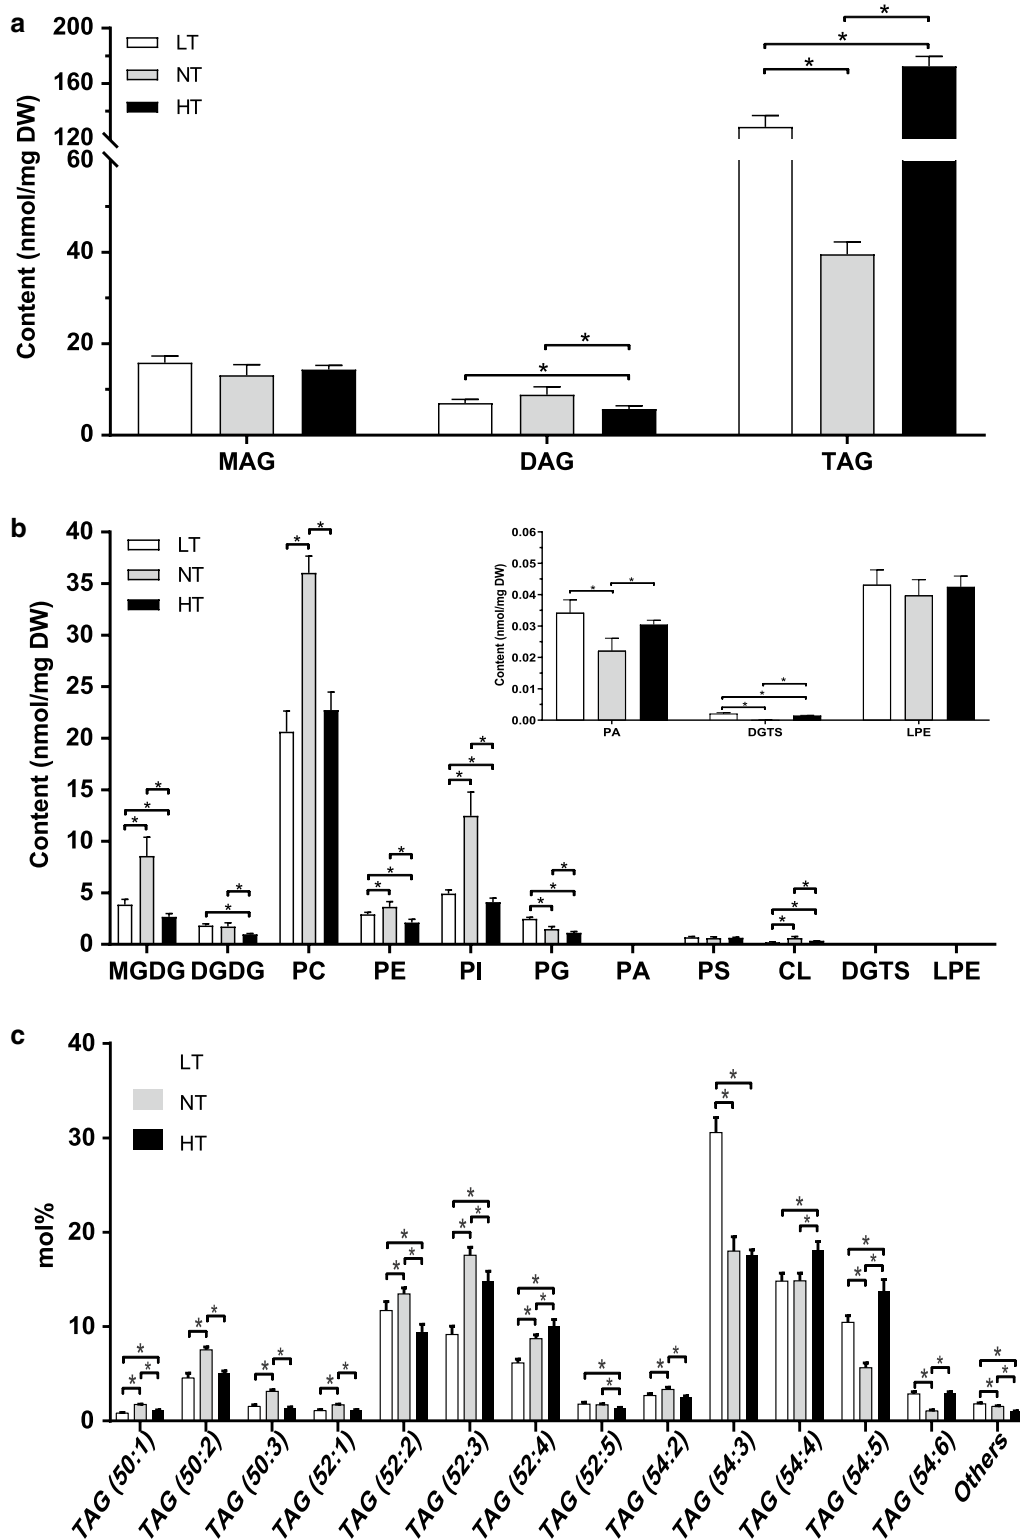 a
Content (nmol/mg DW)
200
160
120
60
40
20
0
LT
NT
HT
* * * * *
MAG DAG TAG
b
Content (nmol/mg DW)
40
35
30
25
20
15
10
5
0
LT
NT
HT
* * * * * * * * * * * * * * * * * * *
MGDG DGDG PC PE PI PG PA PS CL DGTS LPE
Content (nmol/mg DW)
0.06
0.05
0.04
0.03
0.02
0.01
0.00
* * * * *
PA DGTS LPE
c
mol%
40
30
20
10
0
LT
NT
HT
* * * * * * * * * * * * * * * * * * * * * * * * * * * * * * * * *
TAG (50:1) TAG (50:2) TAG (50:3) TAG (52:1) TAG (52:2) TAG (52:3) TAG (52:4) TAG (52:5) TAG (54:2) TAG (54:3) TAG (54:4) TAG (54:5) TAG (54:6) Others